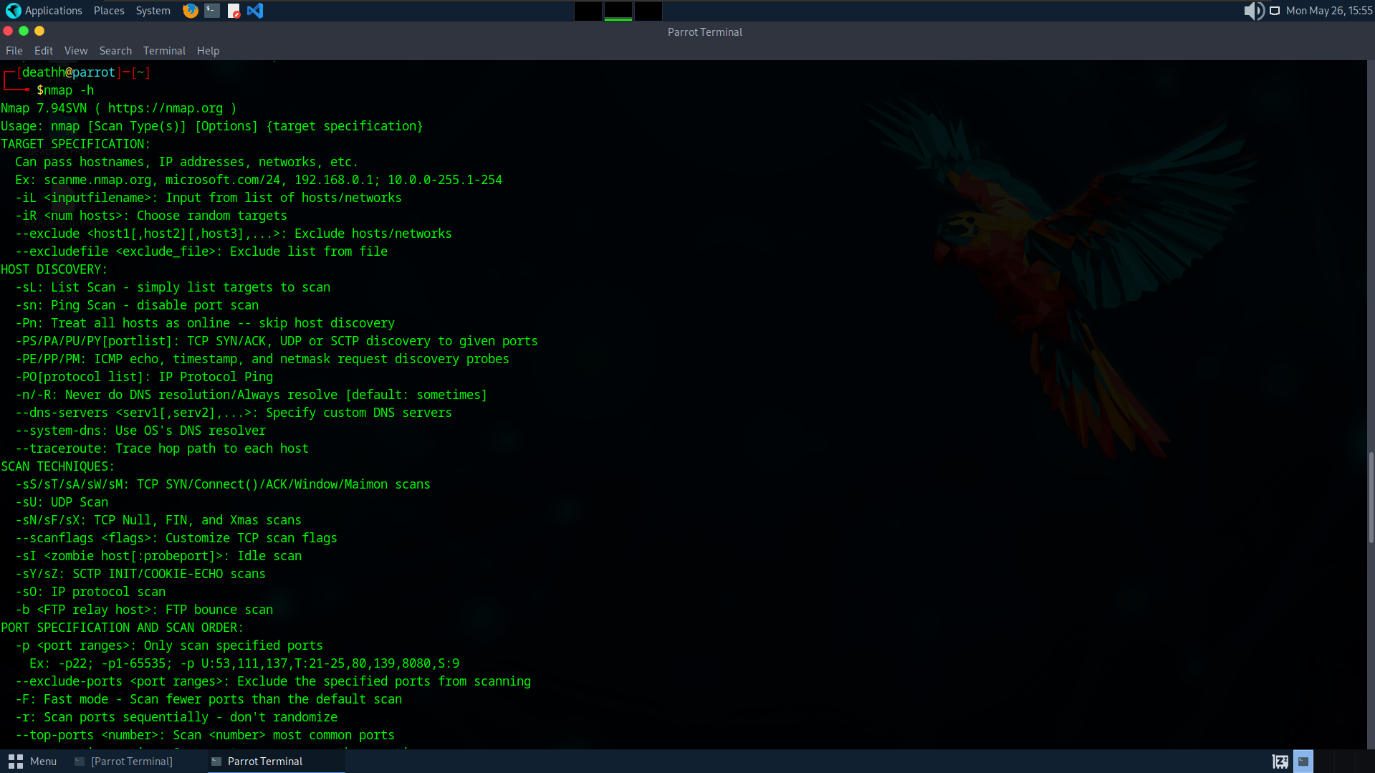 Applications Places System
Mon May 26, 15:55
Parrot Terminal
File Edit View Search Terminal Help
┌─[deathh@parrot]─[~]
└──╼ $nmap -h
Nmap 7.94SVN ( https://nmap.org )
Usage: nmap [Scan Type(s)] [Options] {target specification}
TARGET SPECIFICATION:
  Can pass hostnames, IP addresses, networks, etc.
  Ex: scanme.nmap.org, microsoft.com/24, 192.168.0.1; 10.0.0-255.1-254
  -iL <inputfilename>: Input from list of hosts/networks
  -iR <num hosts>: Choose random targets
  --exclude <host1[,host2][,host3],...>: Exclude hosts/networks
  --excludefile <exclude_file>: Exclude list from file
HOST DISCOVERY:
  -sL: List Scan - simply list targets to scan
  -sn: Ping Scan - disable port scan
  -Pn: Treat all hosts as online -- skip host discovery
  -PS/PA/PU/PY[portlist]: TCP SYN/ACK, UDP or SCTP discovery to given ports
  -PE/PP/PM: ICMP echo, timestamp, and netmask request discovery probes
  -PO[protocol list]: IP Protocol Ping
  -n/-R: Never do DNS resolution/Always resolve [default: sometimes]
  --dns-servers <serv1[,serv2],...>: Specify custom DNS servers
  --system-dns: Use OS's DNS resolver
  --traceroute: Trace hop path to each host
SCAN TECHNIQUES:
  -sS/sT/sA/sW/sM: TCP SYN/Connect()/ACK/Window/Maimon scans
  -sU: UDP Scan
  -sN/sF/sX: TCP Null, FIN, and Xmas scans
  --scanflags <flags>: Customize TCP scan flags
  -sI <zombie host[:probeport]>: Idle scan
  -sY/sZ: SCTP INIT/COOKIE-ECHO scans
  -sO: IP protocol scan
  -b <FTP relay host>: FTP bounce scan
PORT SPECIFICATION AND SCAN ORDER:
  -p <port ranges>: Only scan specified ports
    Ex: -p22; -p1-65535; -p U:53,111,137,T:21-25,80,139,8080,S:9
  --exclude-ports <port ranges>: Exclude the specified ports from scanning
  -F: Fast mode - Scan fewer ports than the default scan
  -r: Scan ports sequentially - don't randomize
  --top-ports <number>: Scan <number> most common ports
Menu [Parrot Terminal] Parrot Terminal